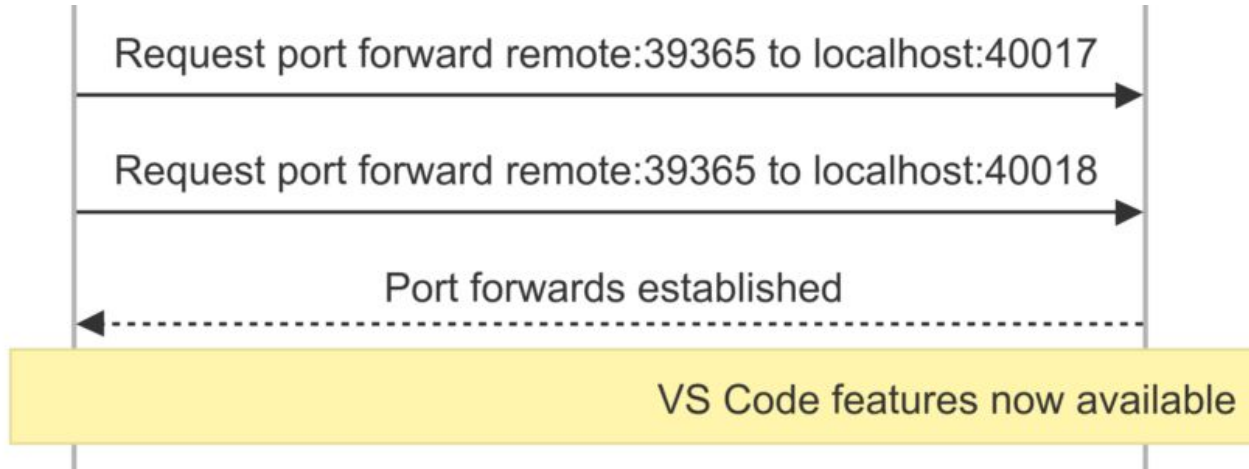 Request port forward remote:39365 to localhost:40017
Request port forward remote:39365 to localhost:40018
Port forwards established
VS Code features now available